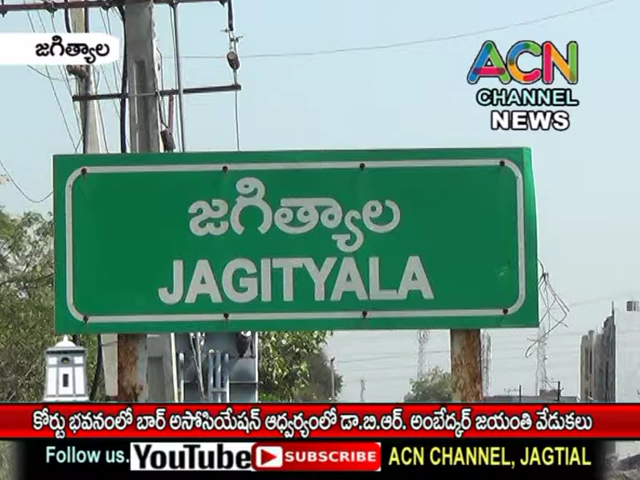 జగిత్యాల
ACN
CHANNEL
NEWS
జగిత్యాల
JAGITYALA
కోర్టు భవనంలో బార్ అసోసియేషన్ ఆధ్వర్యంలో డా.బి.ఆర్. అంబేద్కర్ జయంతి వేడుకలు
Follow us. YouTube SUBSCRIBE ACN CHANNEL, JAGTIAL